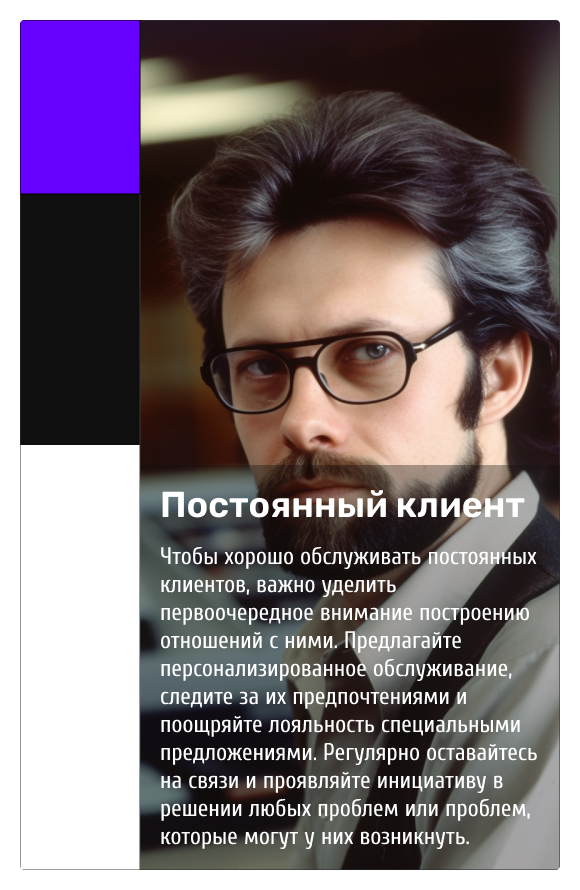 Постоянный клиент
Чтобы хорошо обслуживать постоянных
клиентов, важно уделить
первоочередное внимание построению
отношений с ними. Предлагайте
персонализированное обслуживание,
следите за их предпочтениями и
поощряйте лояльность специальными
предложениями. Регулярно оставайтесь
на связи и проявляйте инициативу в
решении любых проблем или проблем,
которые могут у них возникнуть.